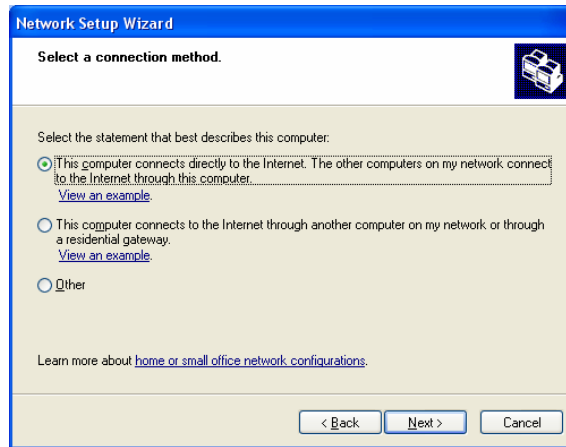 Network Setup Wizard
Select a connection method.
Select the statement that best describes this computer:
This computer connects directly to the Internet. The other computers on my network connect
to the Internet through this computer.
View an example.
This computer connects to the Internet through another computer on my network or through
a residential gateway.
View an example.
Other
Learn more about home or small office network configurations.
< Back Next > Cancel